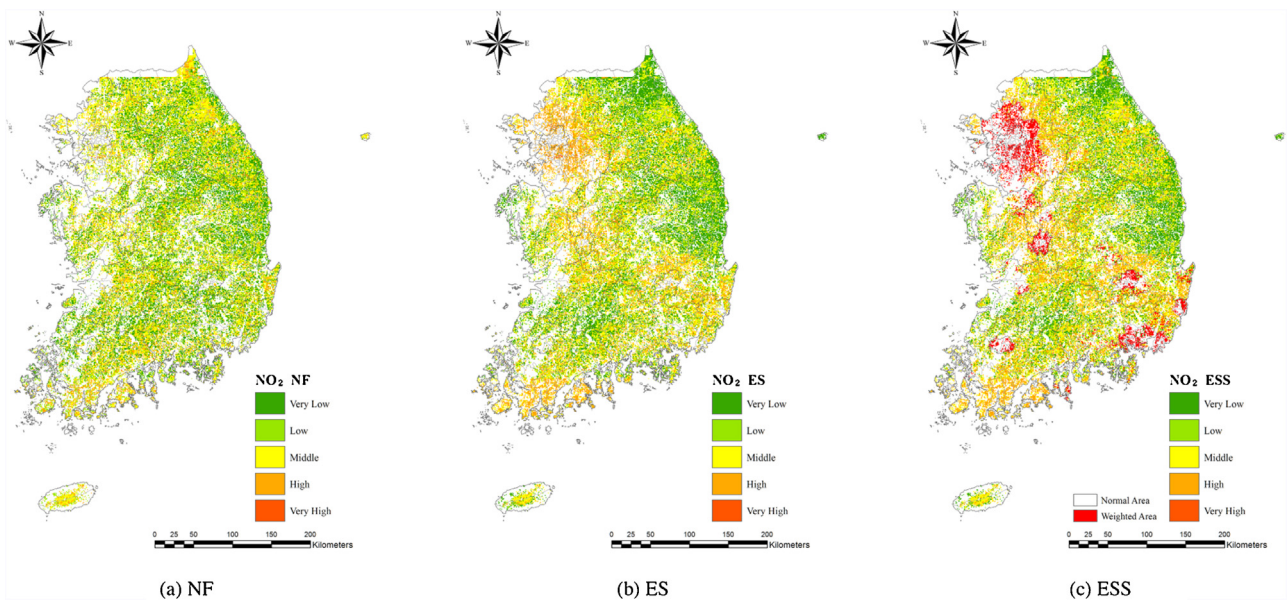 N
W E
S
NO₂ NF
Very Low
Low
Middle
High
Very High
0 25 50 100 150 200
Kilometers
(a) NF
N
W E
S
NO₂ ES
Very Low
Low
Middle
High
Very High
0 25 50 100 150 200
Kilometers
(b) ES
N
W E
S
NO₂ ESS
Very Low
Low
Middle
High
Very High
Normal Area
Weighted Area
0 25 50 100 150 200
Kilometers
(c) ESS